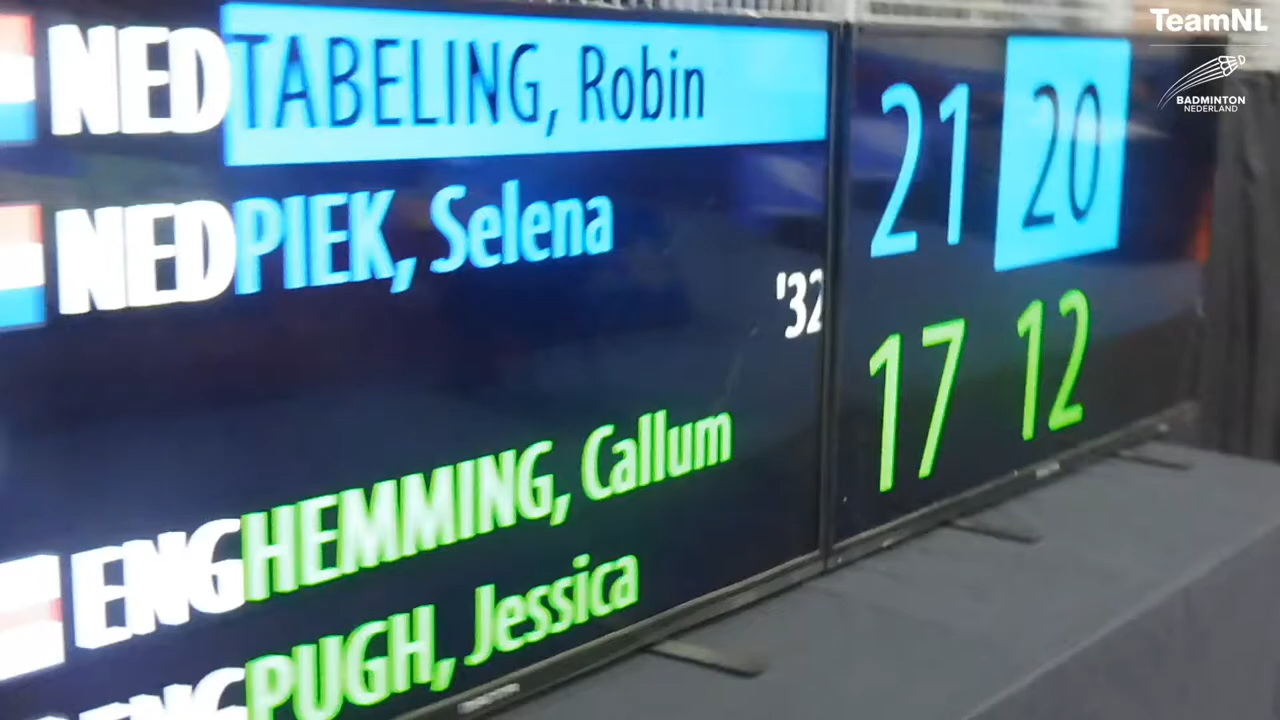 TeamNL
BADMINTON
NEDERLAND
NED TABELING, Robin 21 20
NED PIEK, Selena
'32
ENG HEMMING, Callum 17 12
ENG PUGH, Jessica